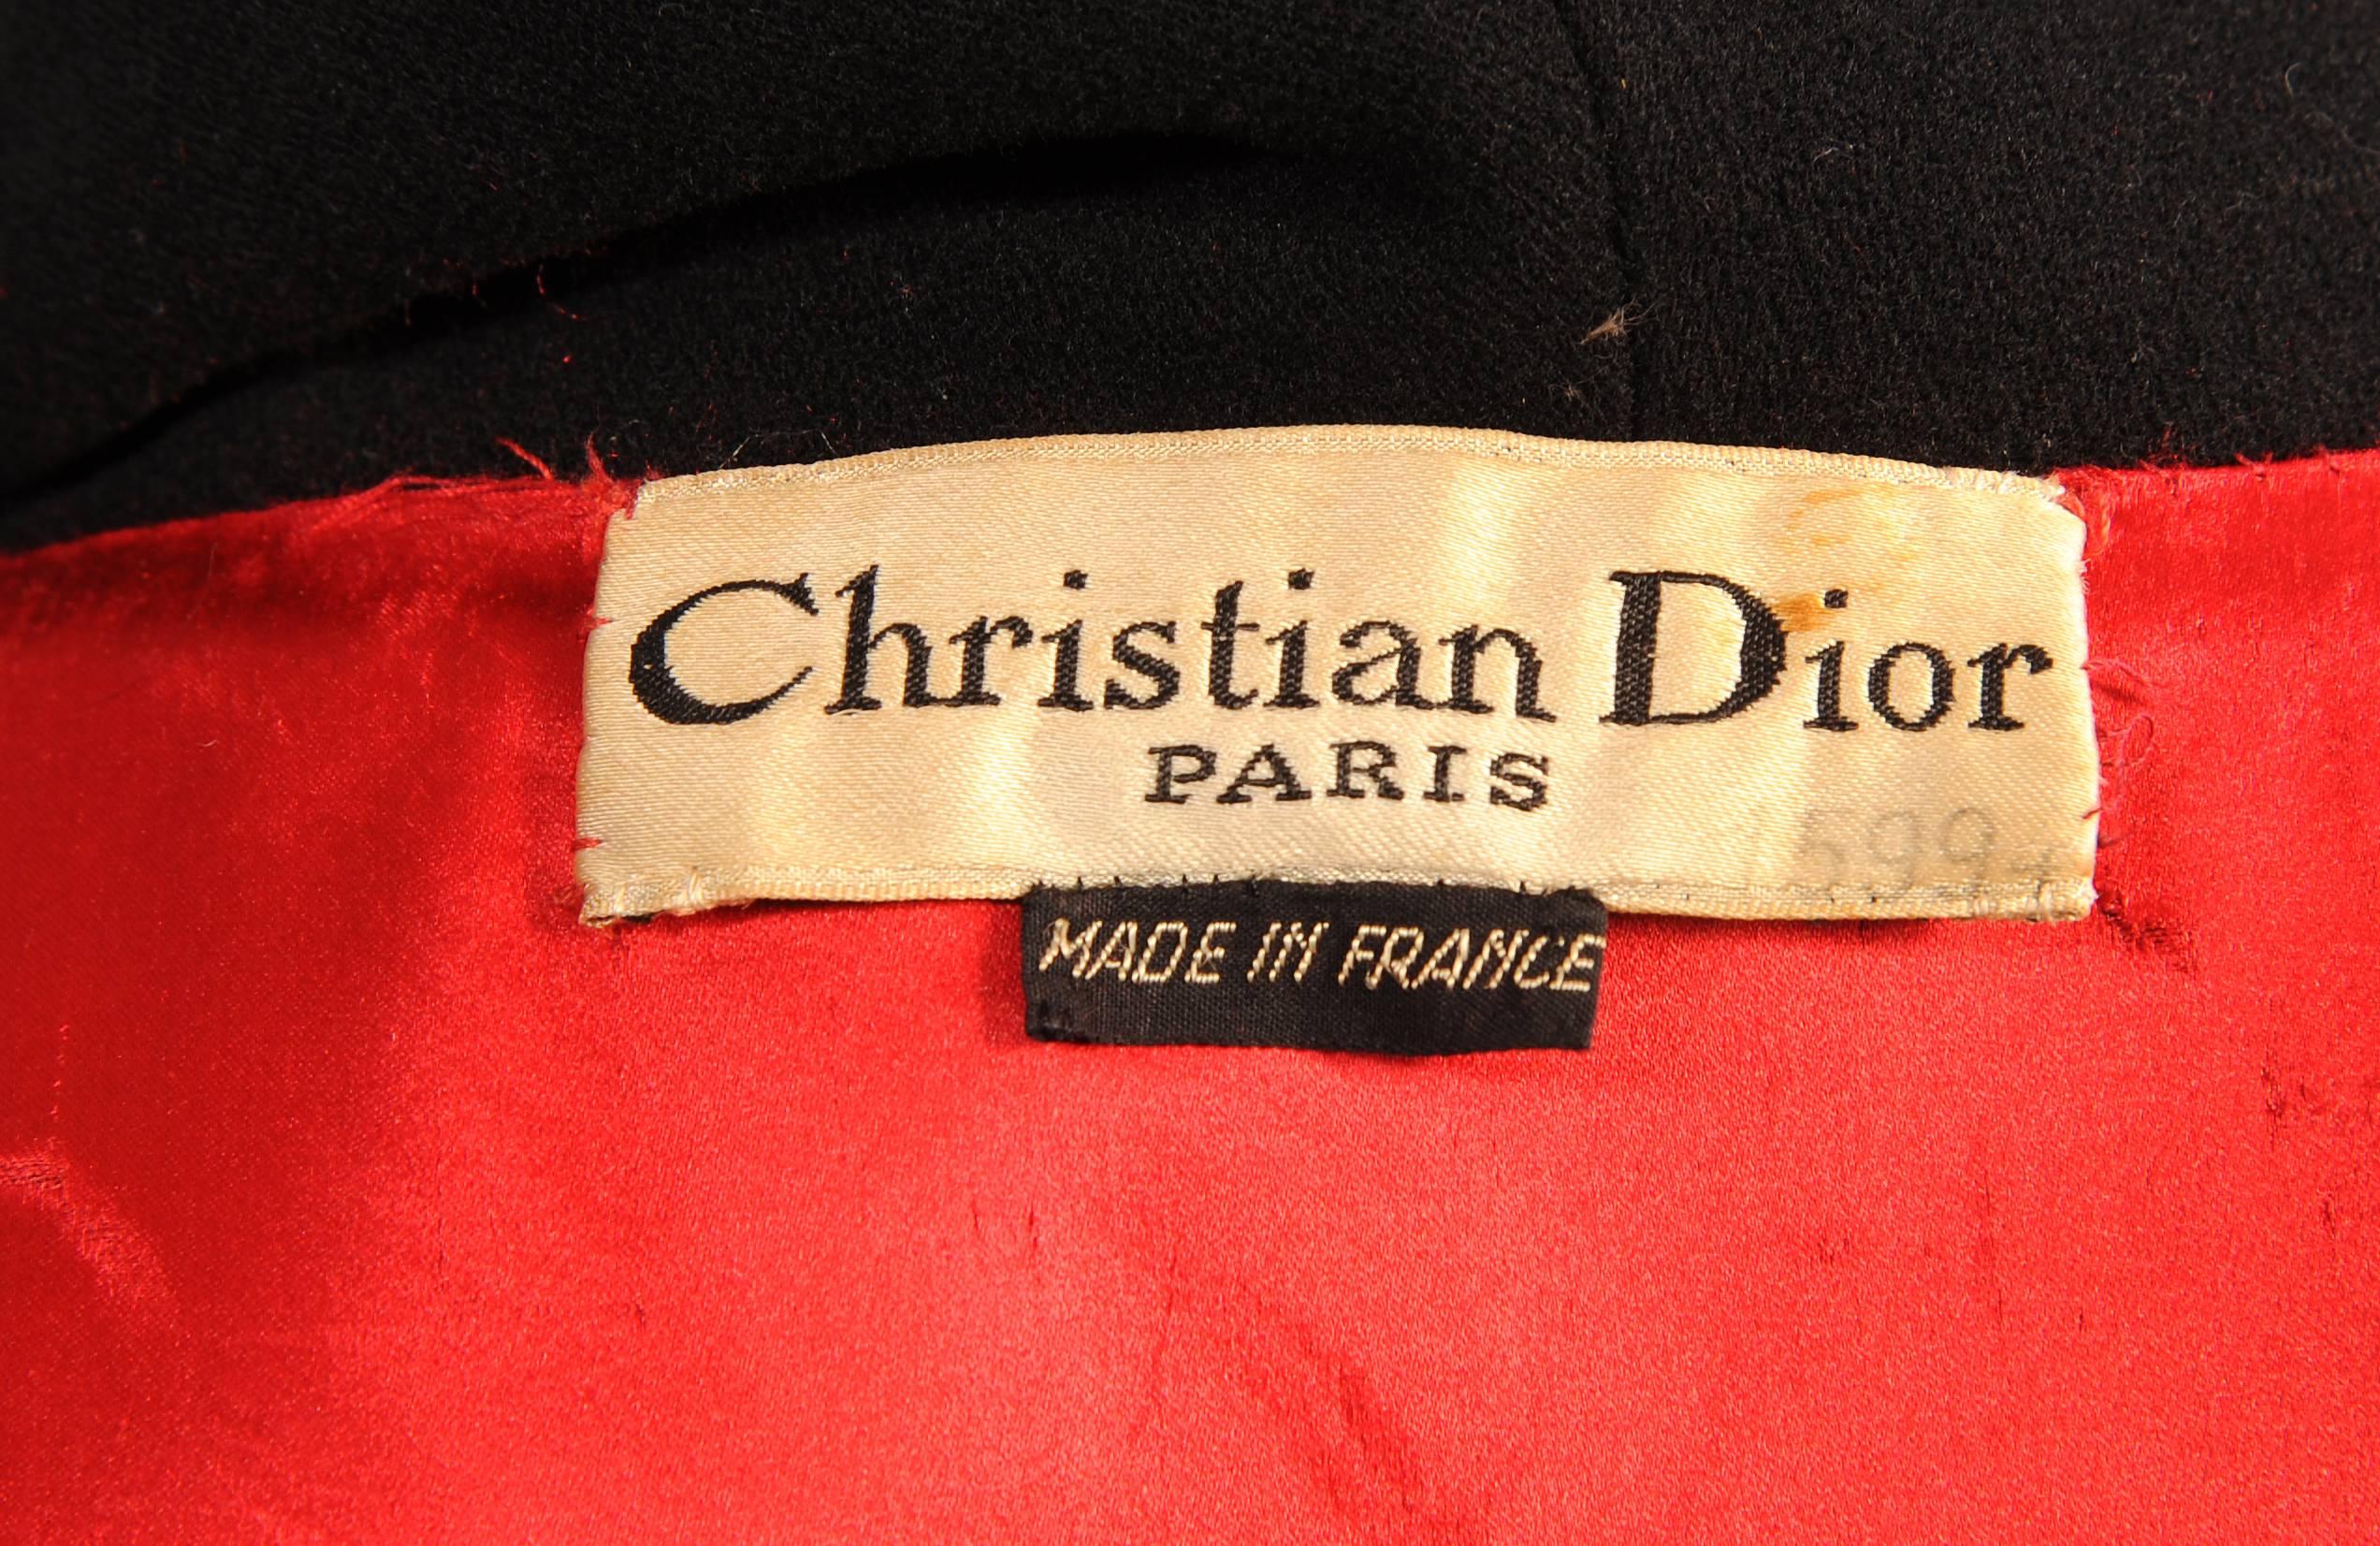 Christian Dior
PARIS
MADE IN FRANCE